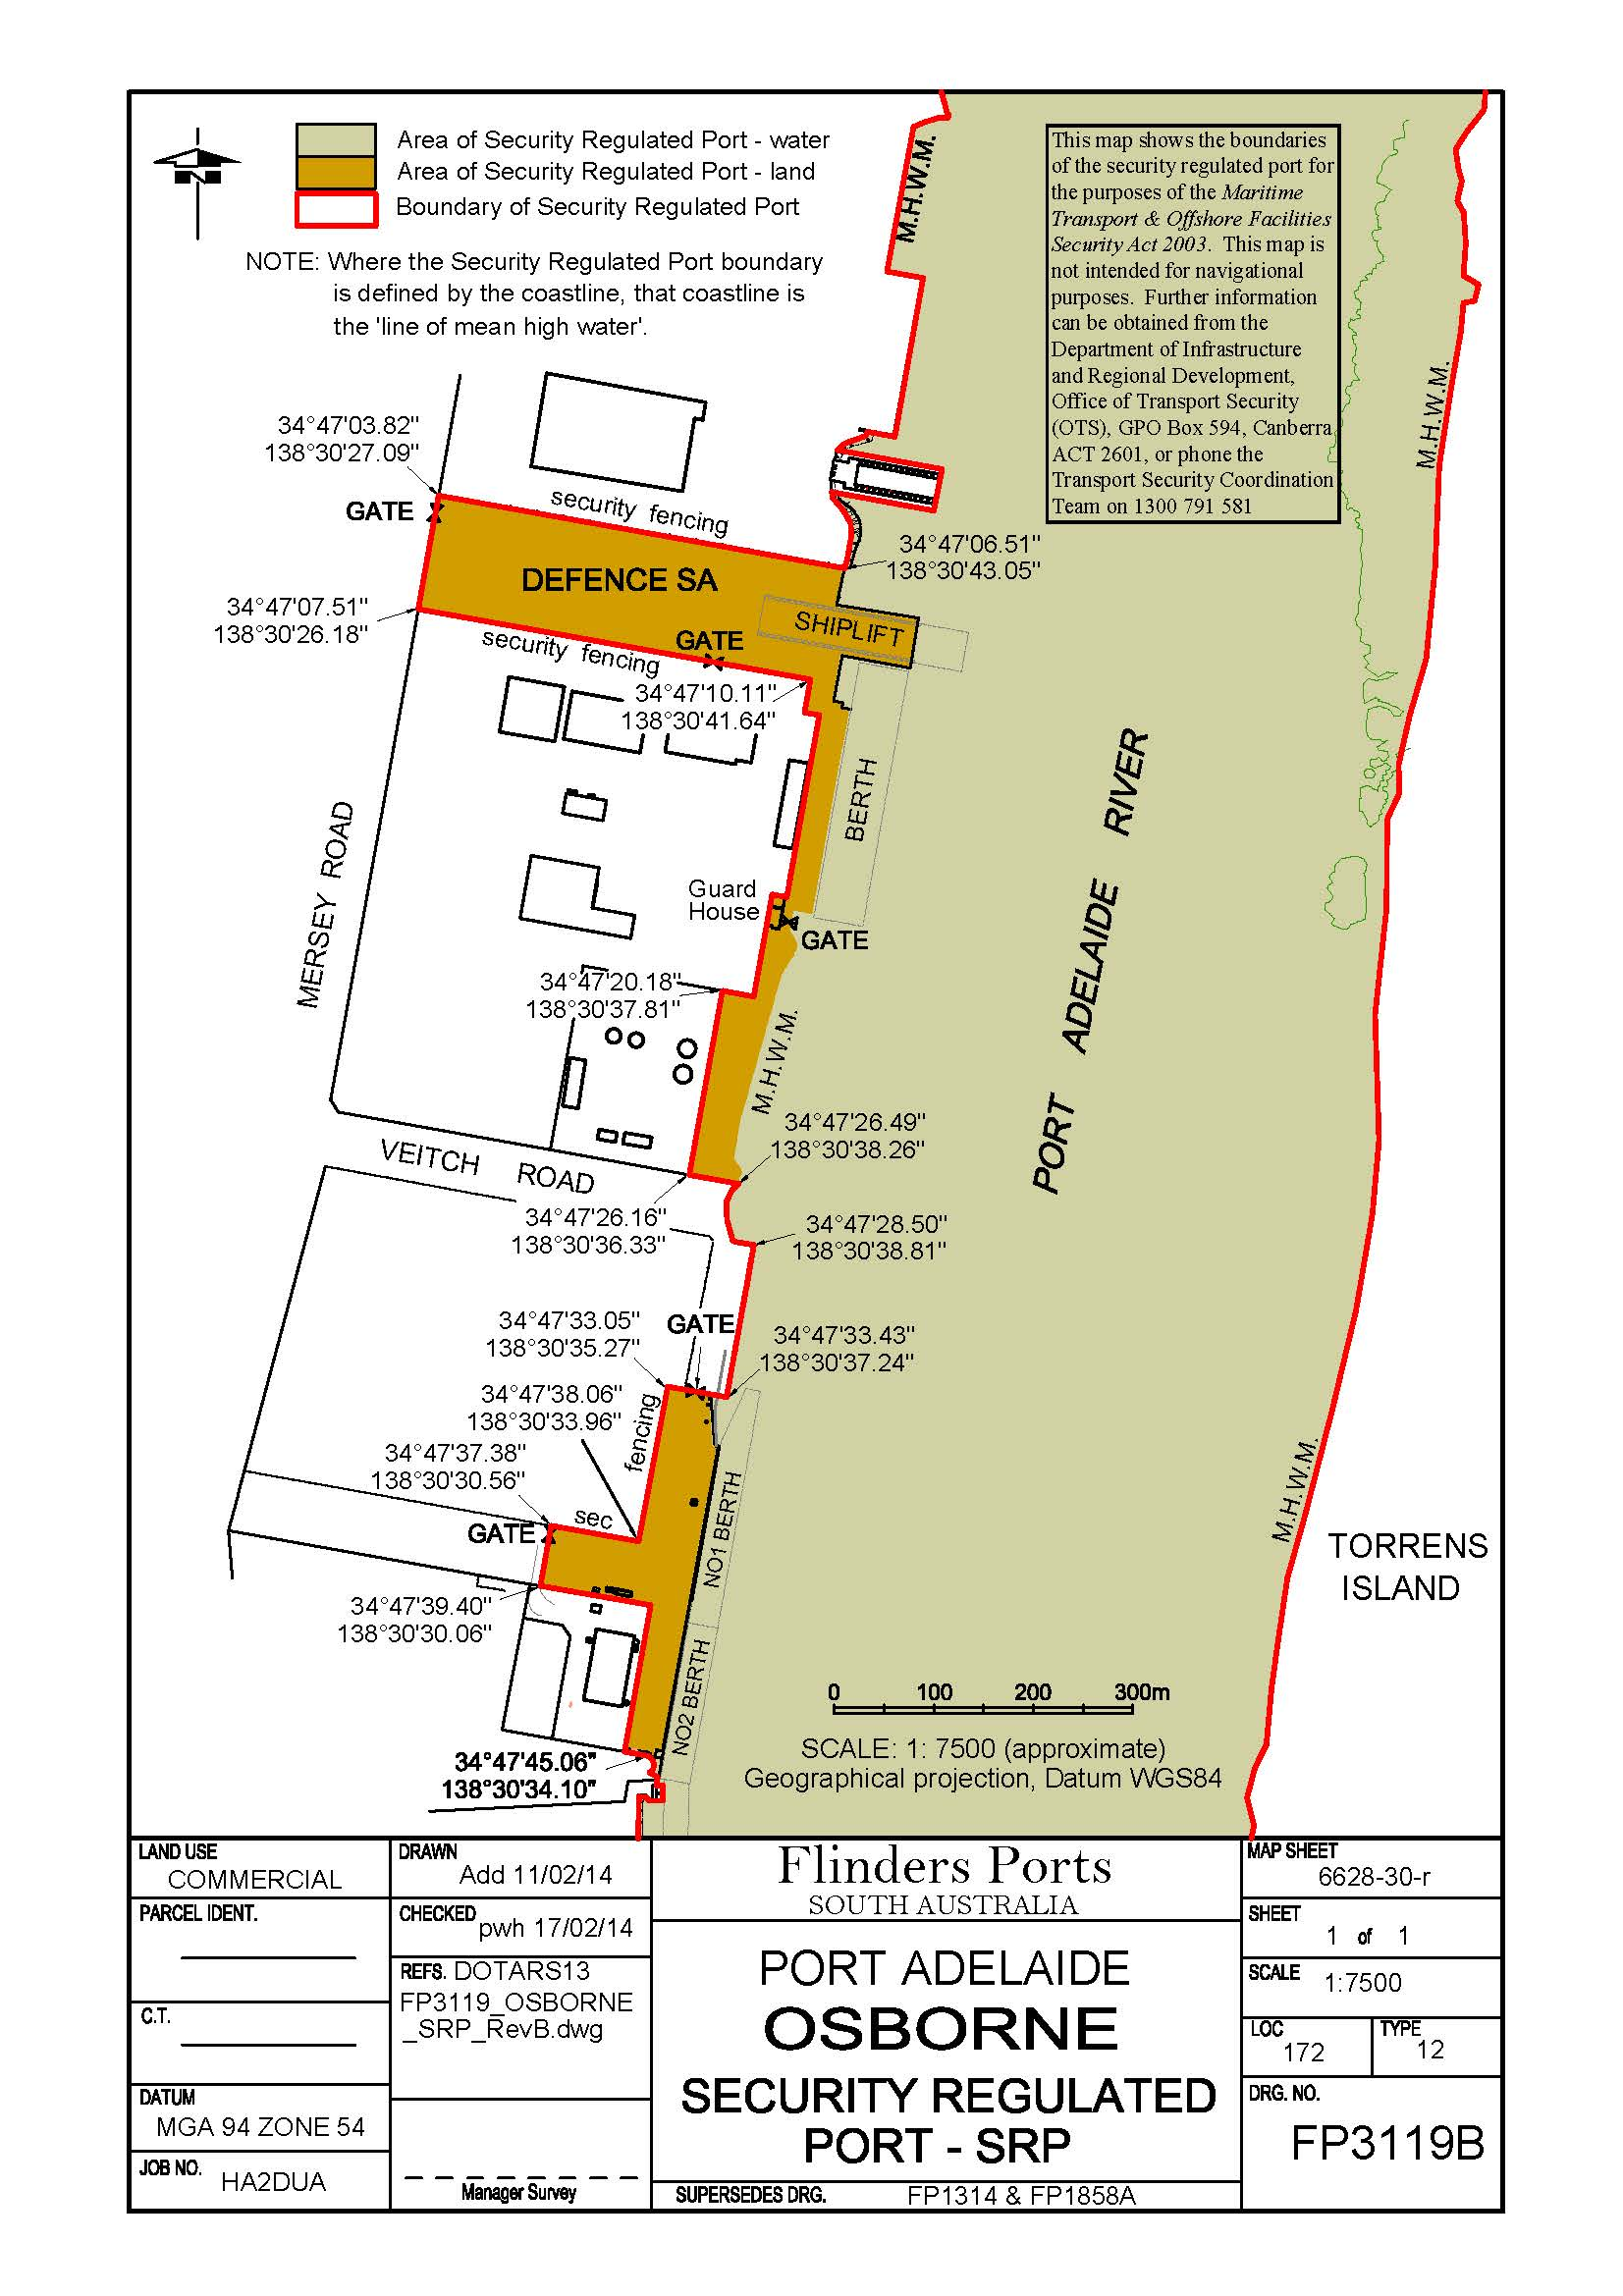 Area of Security Regulated Port - water
Area of Security Regulated Port - land
Boundary of Security Regulated Port
NOTE: Where the Security Regulated Port boundary
is defined by the coastline, that coastline is
the 'line of mean high water'.
This map shows the boundaries
of the security regulated port for
the purposes of the Maritime
Transport & Offshore Facilities
Security Act 2003. This map is
not intended for navigational
purposes. Further information
can be obtained from the
Department of Infrastructure
and Regional Development,
Office of Transport Security
(OTS), GPO Box 594, Canberra
ACT 2601, or phone the
Transport Security Coordination
Team on 1300 791 581
M.H.W.M.
M.H.W.M.
34°47'03.82"
138°30'27.09"
GATE
security fencing
34°47'06.51"
138°30'43.05"
DEFENCE SA
34°47'07.51"
138°30'26.18"
SHIPLIFT
GATE
security fencing
34°47'10.11"
138°30'41.64"
BERTH
PORT ADELAIDE RIVER
MERSEY ROAD
Guard
House
GATE
34°47'20.18"
138°30'37.81"
M.H.W.M.
34°47'26.49"
138°30'38.26"
VEITCH ROAD
34°47'26.16"
138°30'36.33"
34°47'28.50"
138°30'38.81"
34°47'33.05"
138°30'35.27"
GATE
34°47'33.43"
138°30'37.24"
34°47'38.06"
138°30'33.96"
fencing
34°47'37.38"
138°30'30.56"
sec
GATE
NO1 BERTH
M.H.W.M.
TORRENS
ISLAND
34°47'39.40"
138°30'30.06"
NO2 BERTH
0 100 200 300m
SCALE: 1: 7500 (approximate)
Geographical projection, Datum WGS84
34°47'45.06"
138°30'34.10"
LAND USE
COMMERCIAL
PARCEL IDENT.
C.T.
DATUM
MGA 94 ZONE 54
JOB NO. HA2DUA
DRAWN
Add 11/02/14
CHECKED
pwh 17/02/14
REFS. DOTARS13
FP3119_OSBORNE
_SRP_RevB.dwg
Manager Survey
Flinders Ports
SOUTH AUSTRALIA
PORT ADELAIDE
OSBORNE
SECURITY REGULATED
PORT - SRP
SUPERSEDES DRG. FP1314 & FP1858A
MAP SHEET
6628-30-r
SHEET
1 of 1
SCALE 1:7500
LOC
172
TYPE
12
DRG. NO.
FP3119B